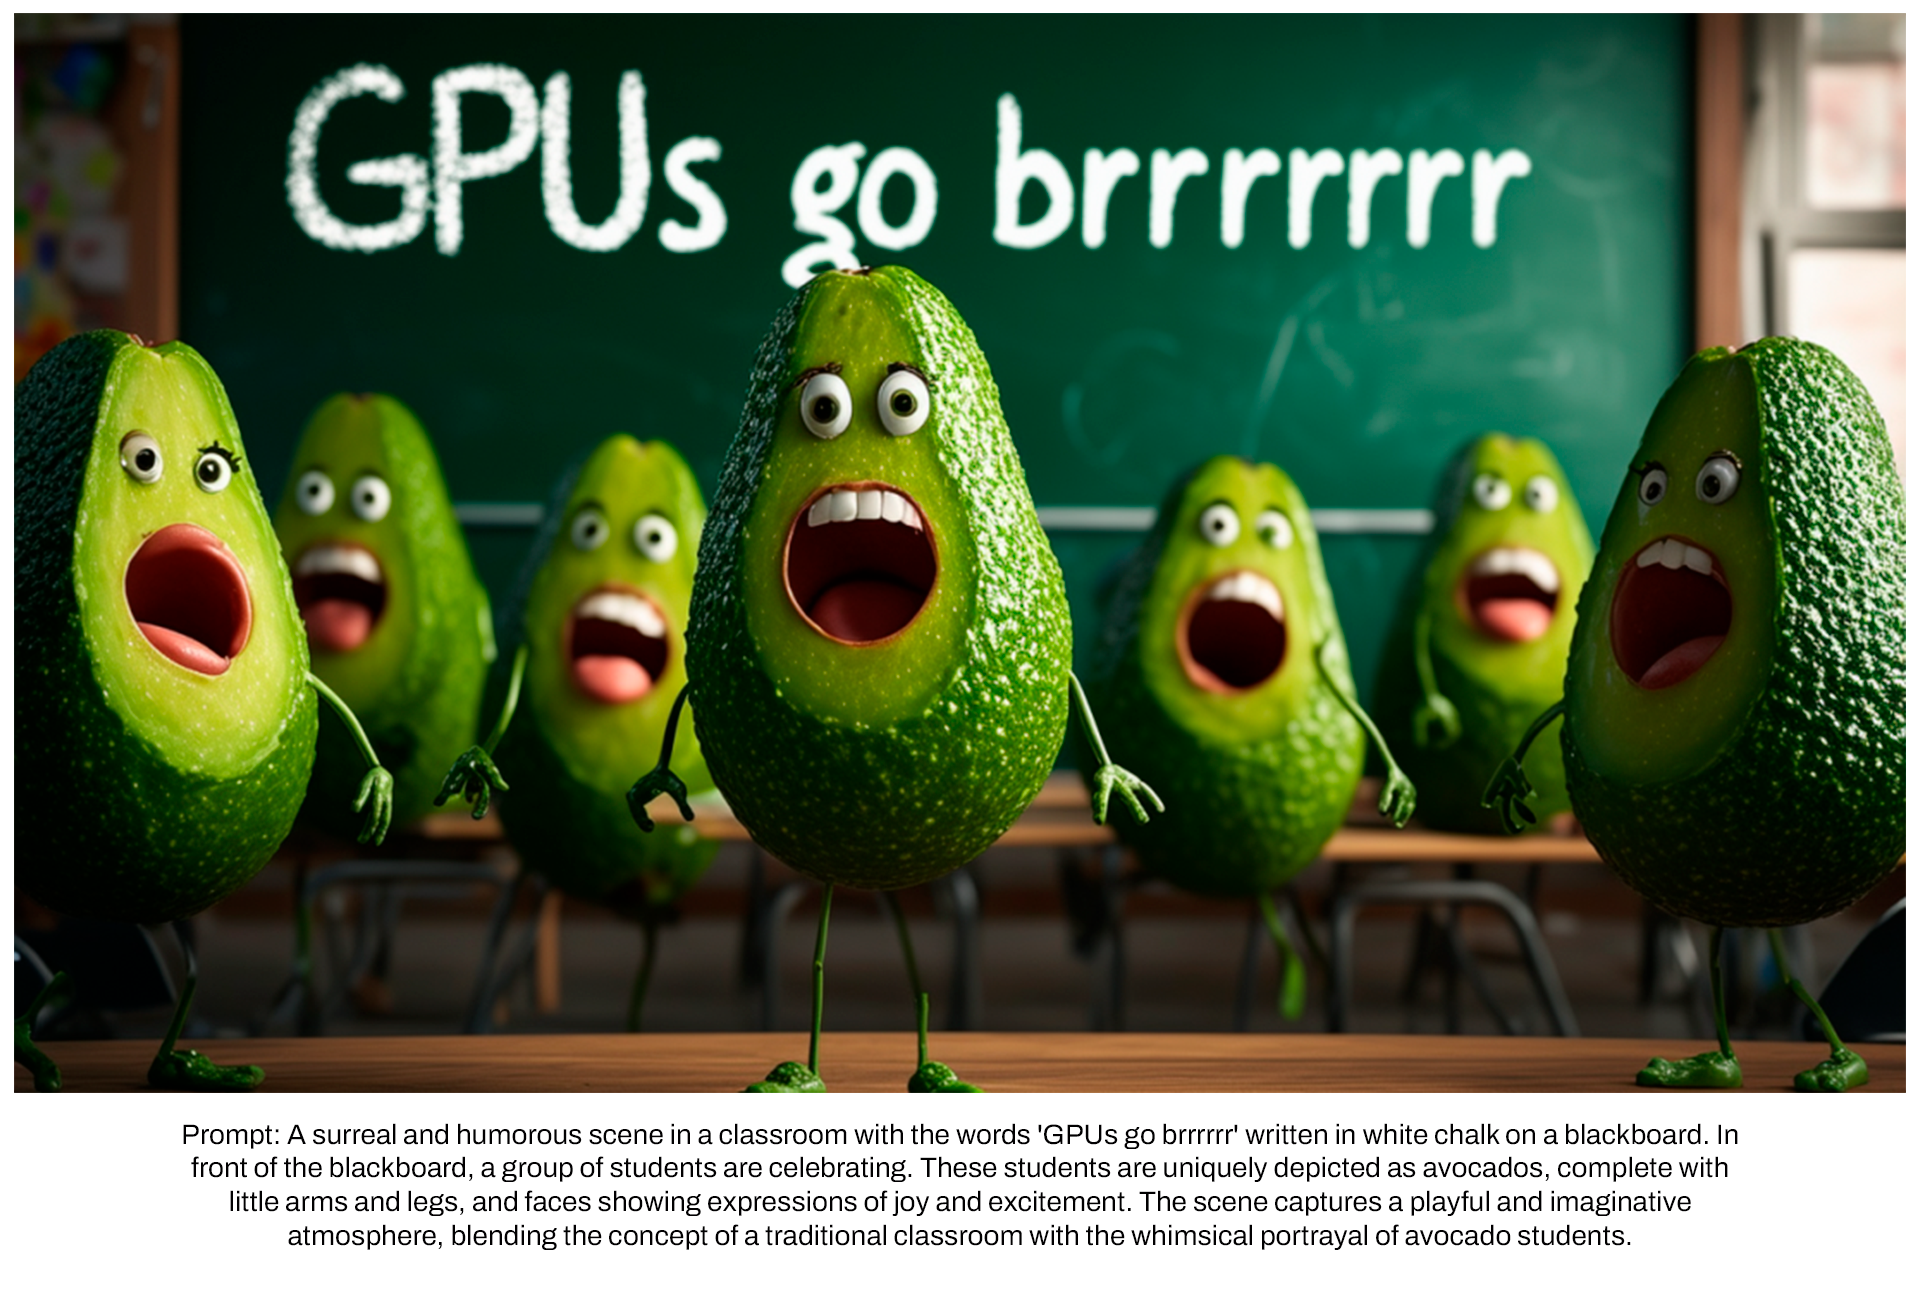 GPUs go brrrrrrr
Prompt: A surreal and humorous scene in a classroom with the words 'GPUs go brrrrrr' written in white chalk on a blackboard. In
front of the blackboard, a group of students are celebrating. These students are uniquely depicted as avocados, complete with
little arms and legs, and faces showing expressions of joy and excitement. The scene captures a playful and imaginative
atmosphere, blending the concept of a traditional classroom with the whimsical portrayal of avocado students.